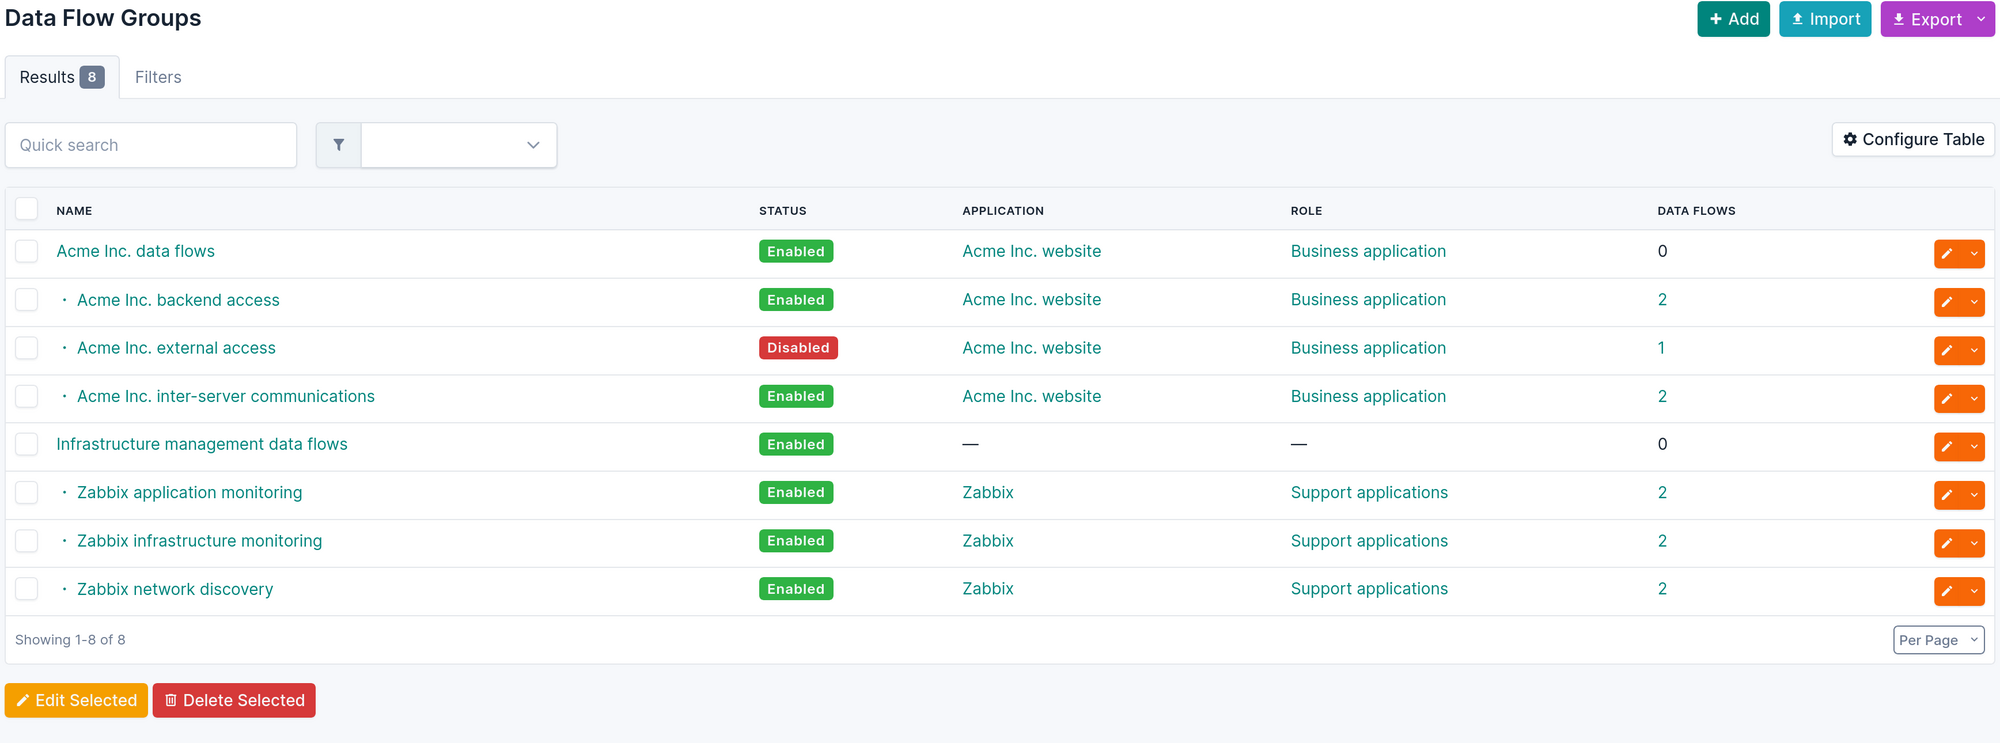 Data Flow Groups
Add Import Export
Results 8 Filters
Quick search
Configure Table
NAME STATUS APPLICATION ROLE DATA FLOWS
Acme Inc. data flows Enabled Acme Inc. website Business application 0
· Acme Inc. backend access Enabled Acme Inc. website Business application 2
· Acme Inc. external access Disabled Acme Inc. website Business application 1
· Acme Inc. inter-server communications Enabled Acme Inc. website Business application 2
Infrastructure management data flows Enabled — — 0
· Zabbix application monitoring Enabled Zabbix Support applications 2
· Zabbix infrastructure monitoring Enabled Zabbix Support applications 2
· Zabbix network discovery Enabled Zabbix Support applications 2
Showing 1-8 of 8 Per Page
Edit Selected Delete Selected